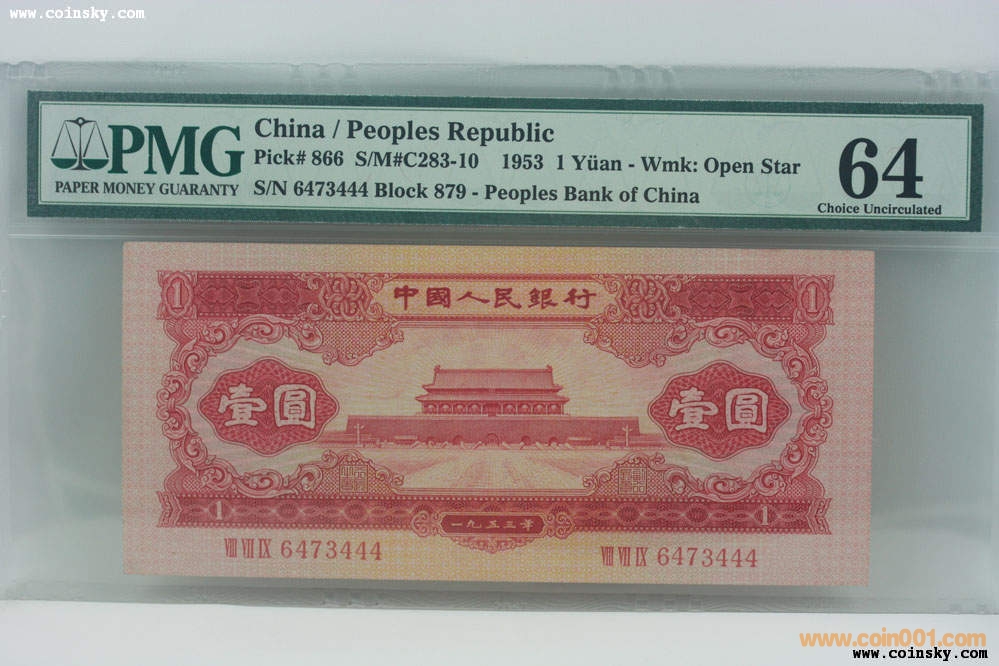 www.coinsky.com
www.coinsky.com
PMG
PAPER MONEY GUARANTY
China / Peoples Republic
Pick# 866 S/M#C283-10 1953 1 Yüan - Wmk: Open Star
S/N 6473444 Block 879 - Peoples Bank of China
64
Choice Uncirculated
1 中國人民銀行 1
壹圓 壹圓
1 一九五三年 1
VIII VII IX 6473444 VIII VII IX 6473444
www.coin001.com
www.coinsky.com